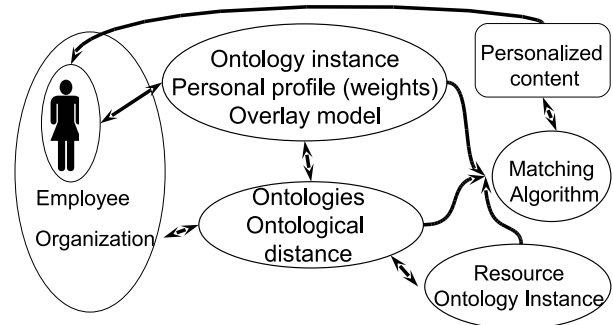 Ontology instance
Personal profile (weights)
Overlay model
Personalized
content
Employee
Organization
Ontologies
Ontological
distance
Matching
Algorithm
Resource
Ontology Instance